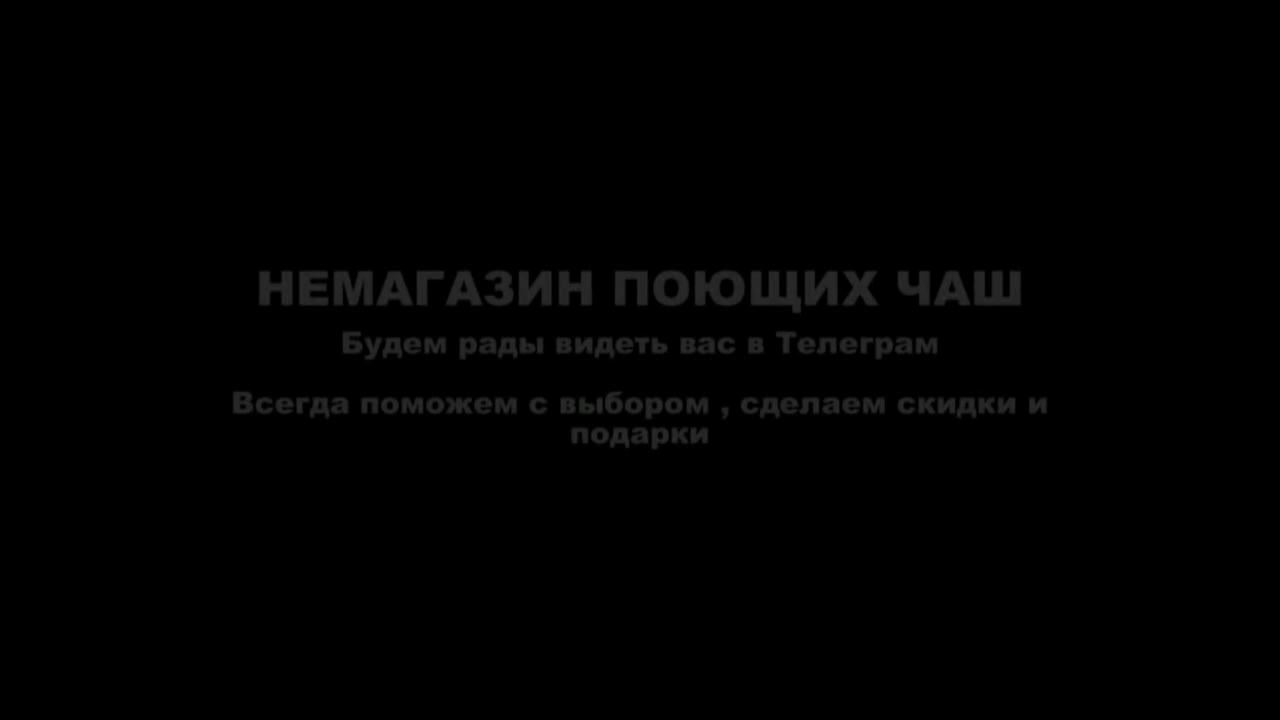 НЕМАГАЗИН ПОЮЩИХ ЧАШ
Будем рады видеть вас в Телеграм
Всегда поможем с выбором , сделаем скидки и
подарки